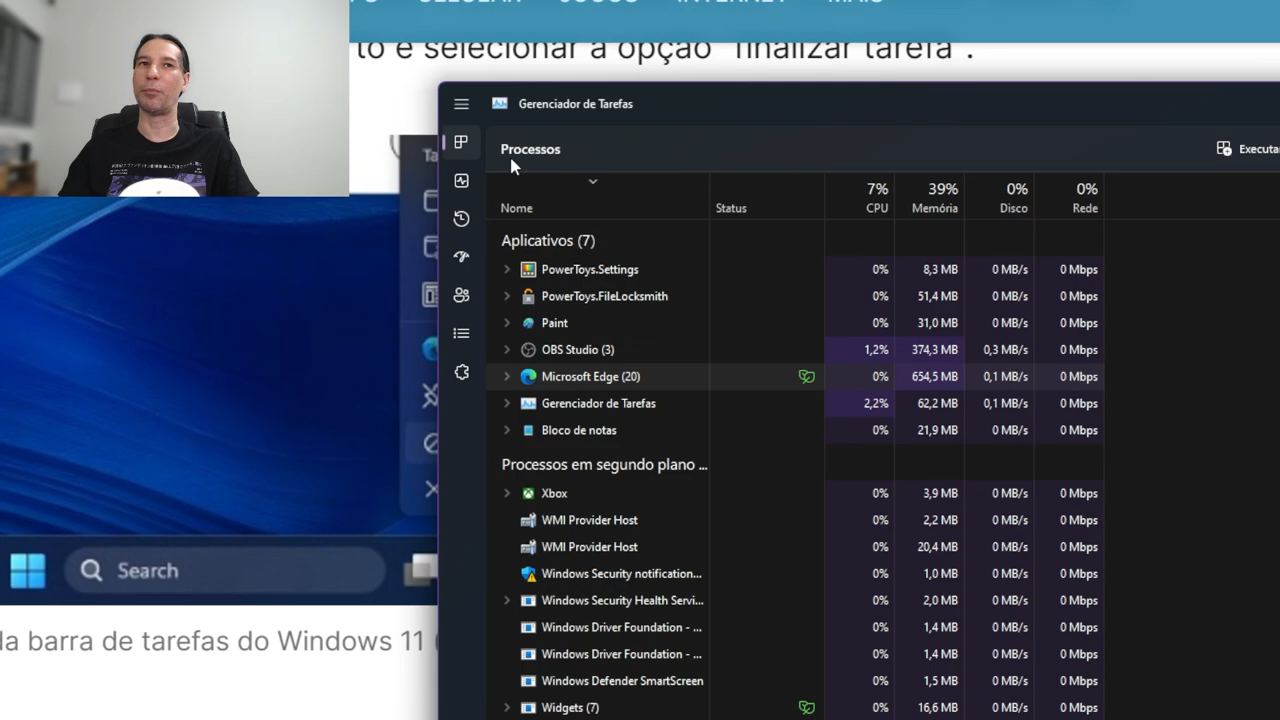 CELULAR JOGOS INTERNET MAIS
to e selecionar a opção "finalizar tarefa".
Gerenciador de Tarefas
Processos
Executa
7% 39% 0% 0%
Nome Status CPU Memória Disco Rede
Aplicativos (7)
PowerToys.Settings 0% 8,3 MB 0 MB/s 0 Mbps
PowerToys.FileLocksmith 0% 51,4 MB 0 MB/s 0 Mbps
Paint 0% 31,0 MB 0 MB/s 0 Mbps
OBS Studio (3) 1,2% 374,3 MB 0,3 MB/s 0 Mbps
Microsoft Edge (20) 0% 654,5 MB 0,1 MB/s 0 Mbps
Gerenciador de Tarefas 2,2% 62,2 MB 0,1 MB/s 0 Mbps
Bloco de notas 0% 21,9 MB 0 MB/s 0 Mbps
Processos em segundo plano ...
Xbox 0% 3,9 MB 0 MB/s 0 Mbps
WMI Provider Host 0% 2,2 MB 0 MB/s 0 Mbps
WMI Provider Host 0% 20,4 MB 0 MB/s 0 Mbps
Windows Security notification... 0% 1,0 MB 0 MB/s 0 Mbps
Windows Security Health Servi... 0% 2,0 MB 0 MB/s 0 Mbps
Windows Driver Foundation - ... 0% 1,4 MB 0 MB/s 0 Mbps
Windows Driver Foundation - ... 0% 1,4 MB 0 MB/s 0 Mbps
Windows Defender SmartScreen 0% 1,5 MB 0 MB/s 0 Mbps
Widgets (7) 0% 16,6 MB 0 MB/s 0 Mbps
Ta
Search
da barra de tarefas do Windows 11 (